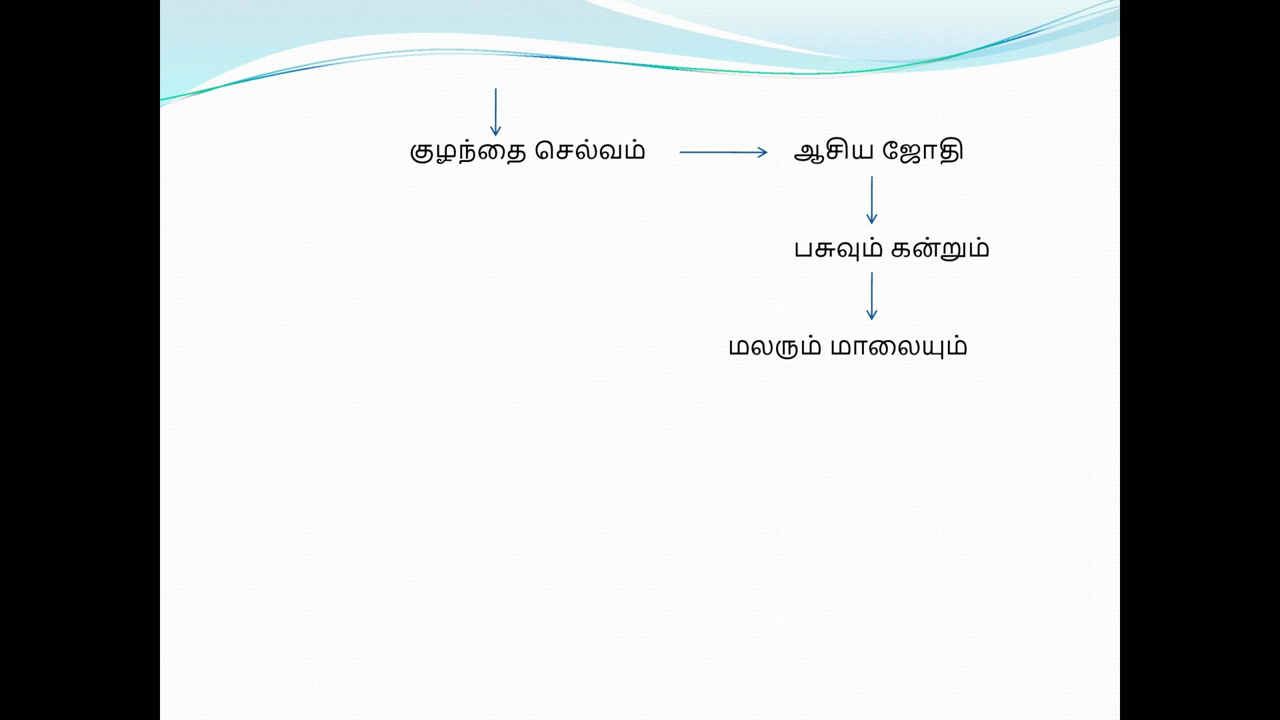 குழந்தை செல்வம்
ஆசிய ஜோதி
பசுவும் கன்றும்
மலரும் மாலையும்